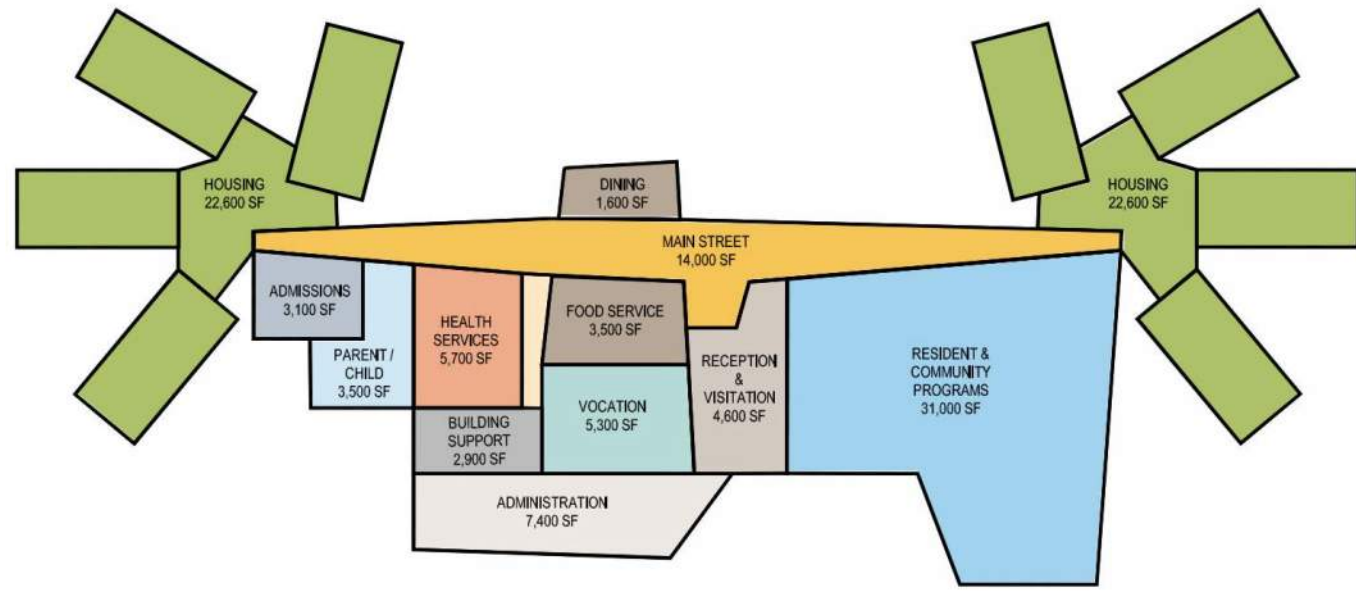 HOUSING
22,600 SF
DINING
1,600 SF
HOUSING
22,600 SF
MAIN STREET
14,000 SF
ADMISSIONS
3,100 SF
PARENT /
CHILD
3,500 SF
HEALTH
SERVICES
5,700 SF
FOOD SERVICE
3,500 SF
RECEPTION
&
VISITATION
4,600 SF
RESIDENT &
COMMUNITY
PROGRAMS
31,000 SF
BUILDING
SUPPORT
2,900 SF
VOCATION
5,300 SF
ADMINISTRATION
7,400 SF